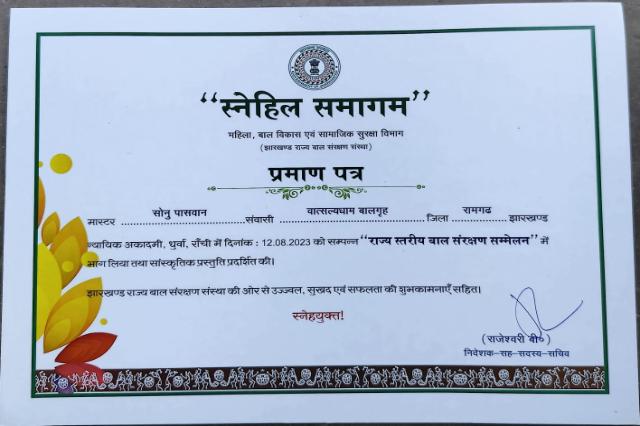 “स्नेहिल समागम”
महिला, बाल विकास एवं सामाजिक सुरक्षा विभाग
(झारखण्ड राज्य बाल संरक्षण संस्था)
प्रमाण पत्र
मास्टर सोनु पासवान संवासी वात्सल्यधाम बालगृह जिला रामगढ झारखण्ड
न्यायिक अकादमी, धुर्वा, राँची में दिनांक : 12.08.2023 को सम्पन्न “राज्य स्तरीय बाल संरक्षण सम्मेलन” में
भाग लिया तथा सांस्कृतिक प्रस्तुति प्रदर्शित की।
झारखण्ड राज्य बाल संरक्षण संस्था की ओर से उज्ज्वल, सुखद एवं सफलता की शुभकामनाएँ सहित।
स्नेहयुक्त!
(राजेश्वरी बी०)
निदेशक-सह-सदस्य-सचिव